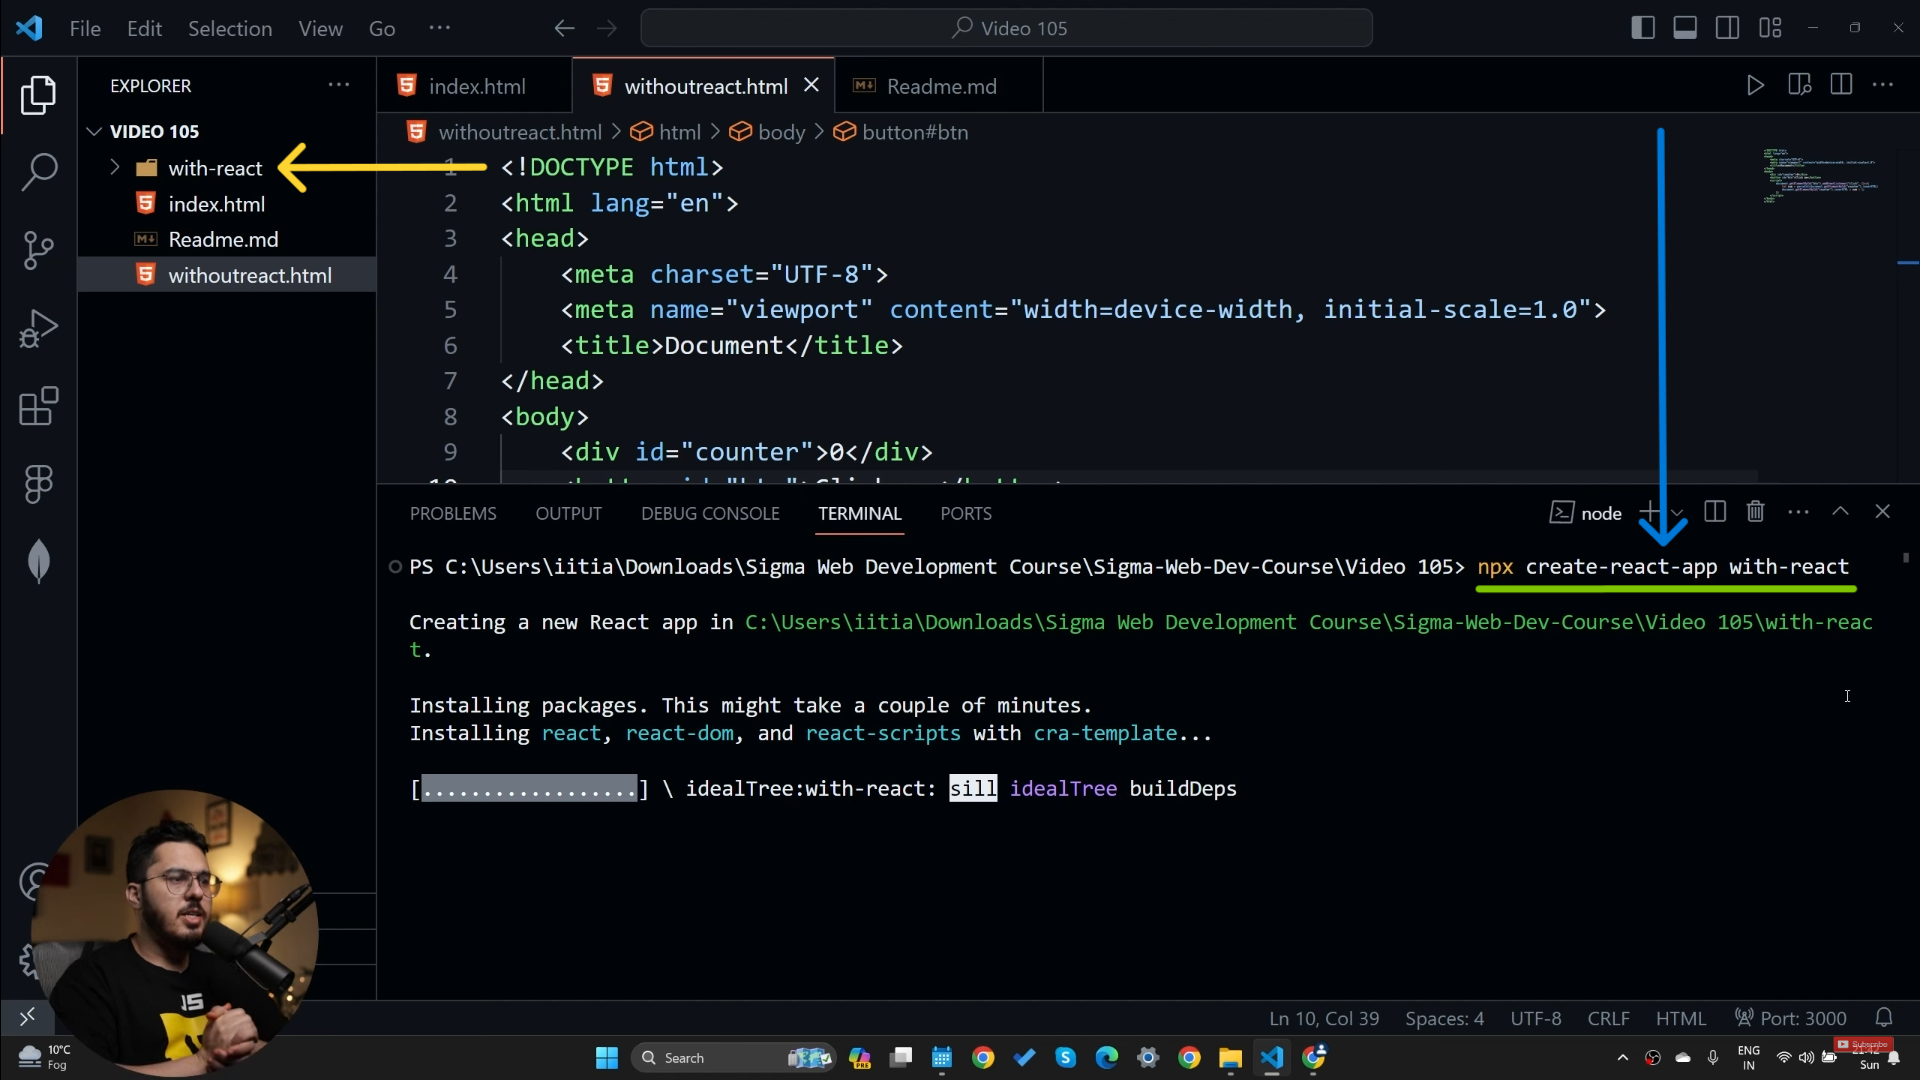 File Edit Selection View Go ... Video 105
EXPLORER ...
VIDEO 105
with-react
index.html
Readme.md
withoutreact.html
index.html withoutreact.html Readme.md
withoutreact.html > html > body > button#btn
1 <!DOCTYPE html>
2 <html lang="en">
3 <head>
4 <meta charset="UTF-8">
5 <meta name="viewport" content="width=device-width, initial-scale=1.0">
6 <title>Document</title>
7 </head>
8 <body>
9 <div id="counter">0</div>
PROBLEMS OUTPUT DEBUG CONSOLE TERMINAL PORTS node
PS C:\Users\iitia\Downloads\Sigma Web Development Course\Sigma-Web-Dev-Course\Video 105> npx create-react-app with-react
Creating a new React app in C:\Users\iitia\Downloads\Sigma Web Development Course\Sigma-Web-Dev-Course\Video 105\with-reac
t.
Installing packages. This might take a couple of minutes.
Installing react, react-dom, and react-scripts with cra-template...
[..................] \ idealTree:with-react: sill idealTree buildDeps
JS
Ln 10, Col 39 Spaces: 4 UTF-8 CRLF HTML Port: 3000
10°C
Fog
Search
PRE
ENG
IN
Subscribe
Sun